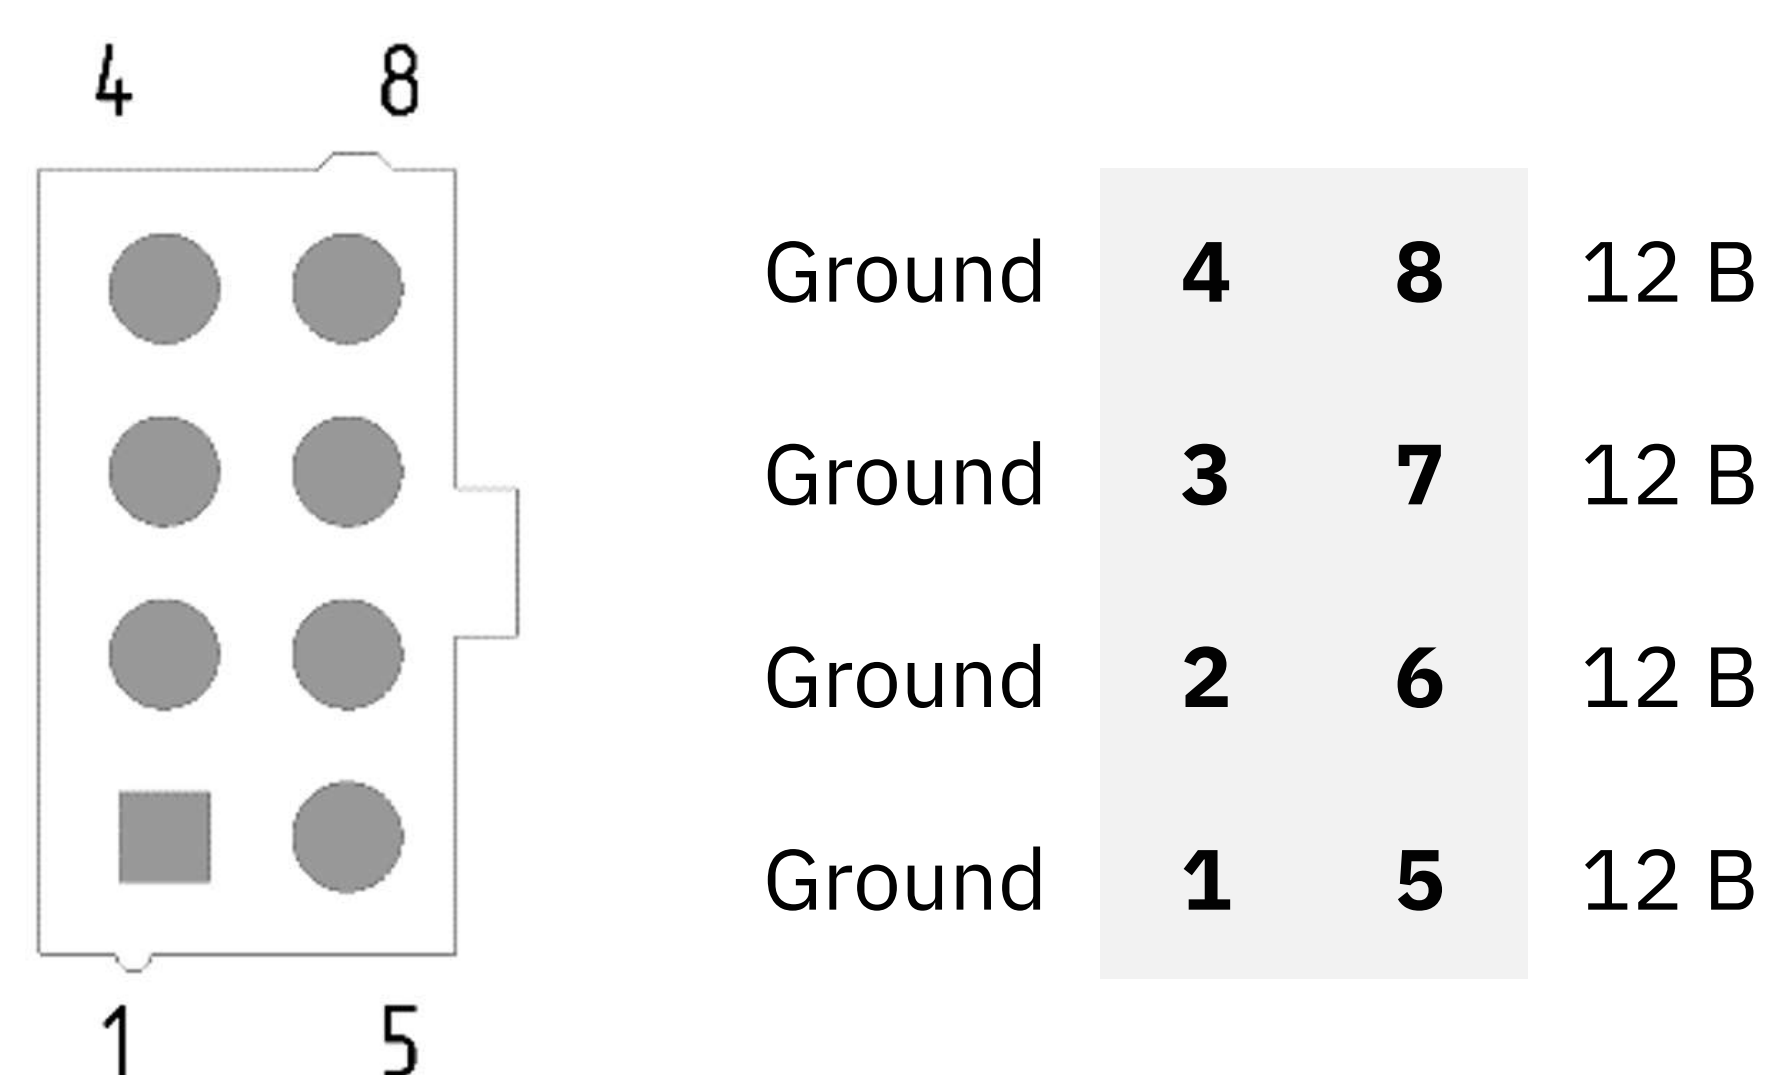 4 8
Ground 4 8 12 В
Ground 3 7 12 В
Ground 2 6 12 В
Ground 1 5 12 В
1 5